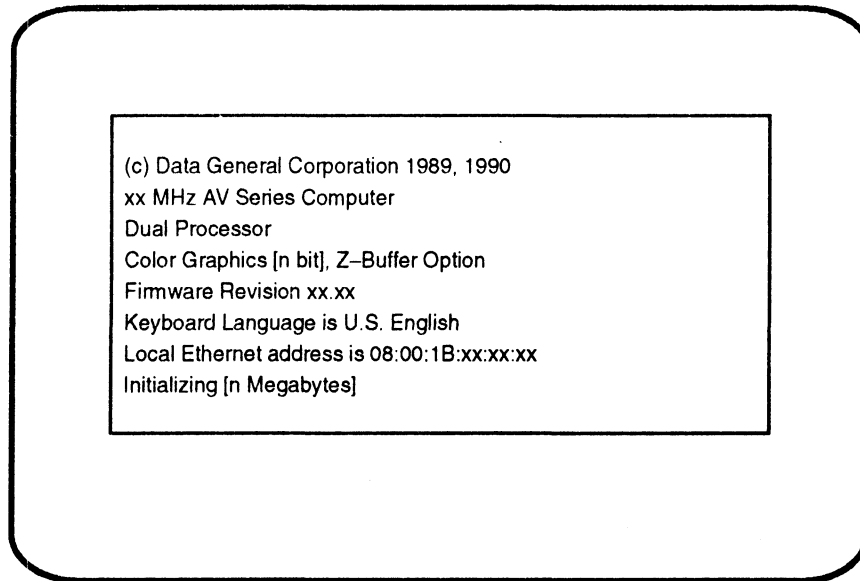 (c) Data General Corporation 1989, 1990
xx MHz AV Series Computer
Dual Processor
Color Graphics [n bit], Z–Buffer Option
Firmware Revision xx.xx
Keyboard Language is U.S. English
Local Ethernet address is 08:00:1B:xx:xx:xx
Initializing [n Megabytes]